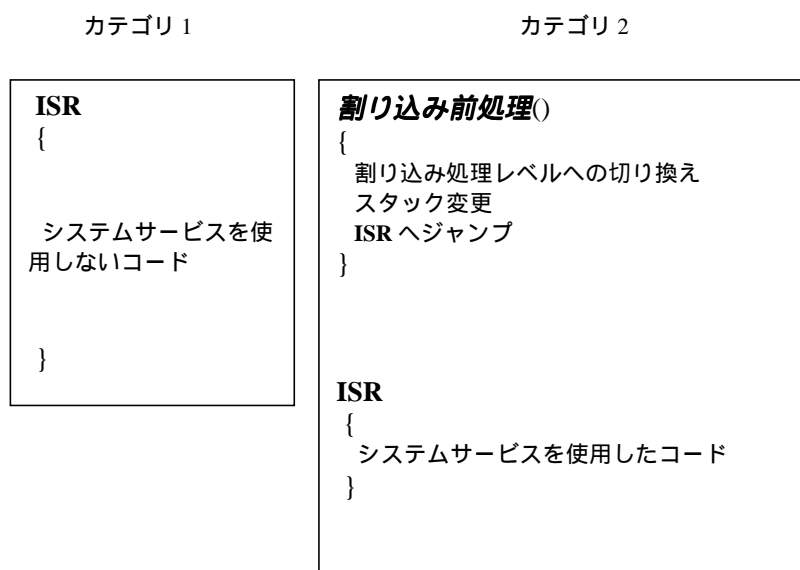 カテゴリ 1
カテゴリ 2
ISR
{
システムサービスを使
用しないコード
}
割り込み前処理()
{
割り込み処理レベルへの切り換え
スタック変更
ISR へジャンプ
}
ISR
{
システムサービスを使用したコード
}